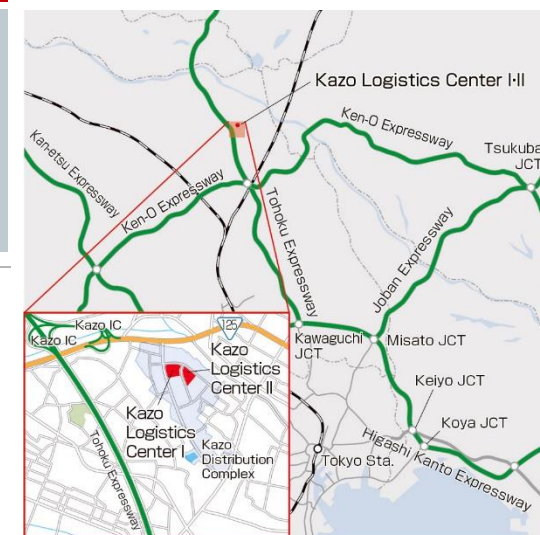 Kazo Logistics Center I·II
Ken-O Expressway
Tsukuba
JCT
Kan-etsu Expressway
Ken-O Expressway
Tohoku Expressway
Joban Expressway
Kawaguchi
JCT
Misato JCT
Keiyo JCT
Koya JCT
Higashi Kanto Expressway
Tokyo Sta.
Kazo IC
Kazo IC
125
Kazo
Logistics
Center II
Kazo
Logistics
Center I
Kazo
Distribution
Complex
Tohoku Expressway